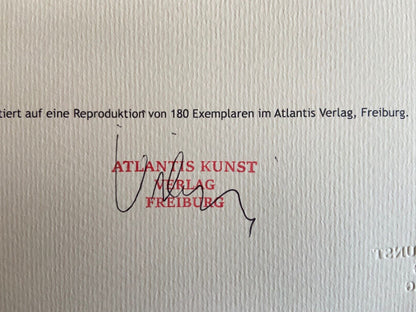 tiert auf eine Reproduktion von 180 Exemplaren im Atlantis Verlag, Freiburg.
ATLANTIS KUNST
VERLAG
FREIBURG